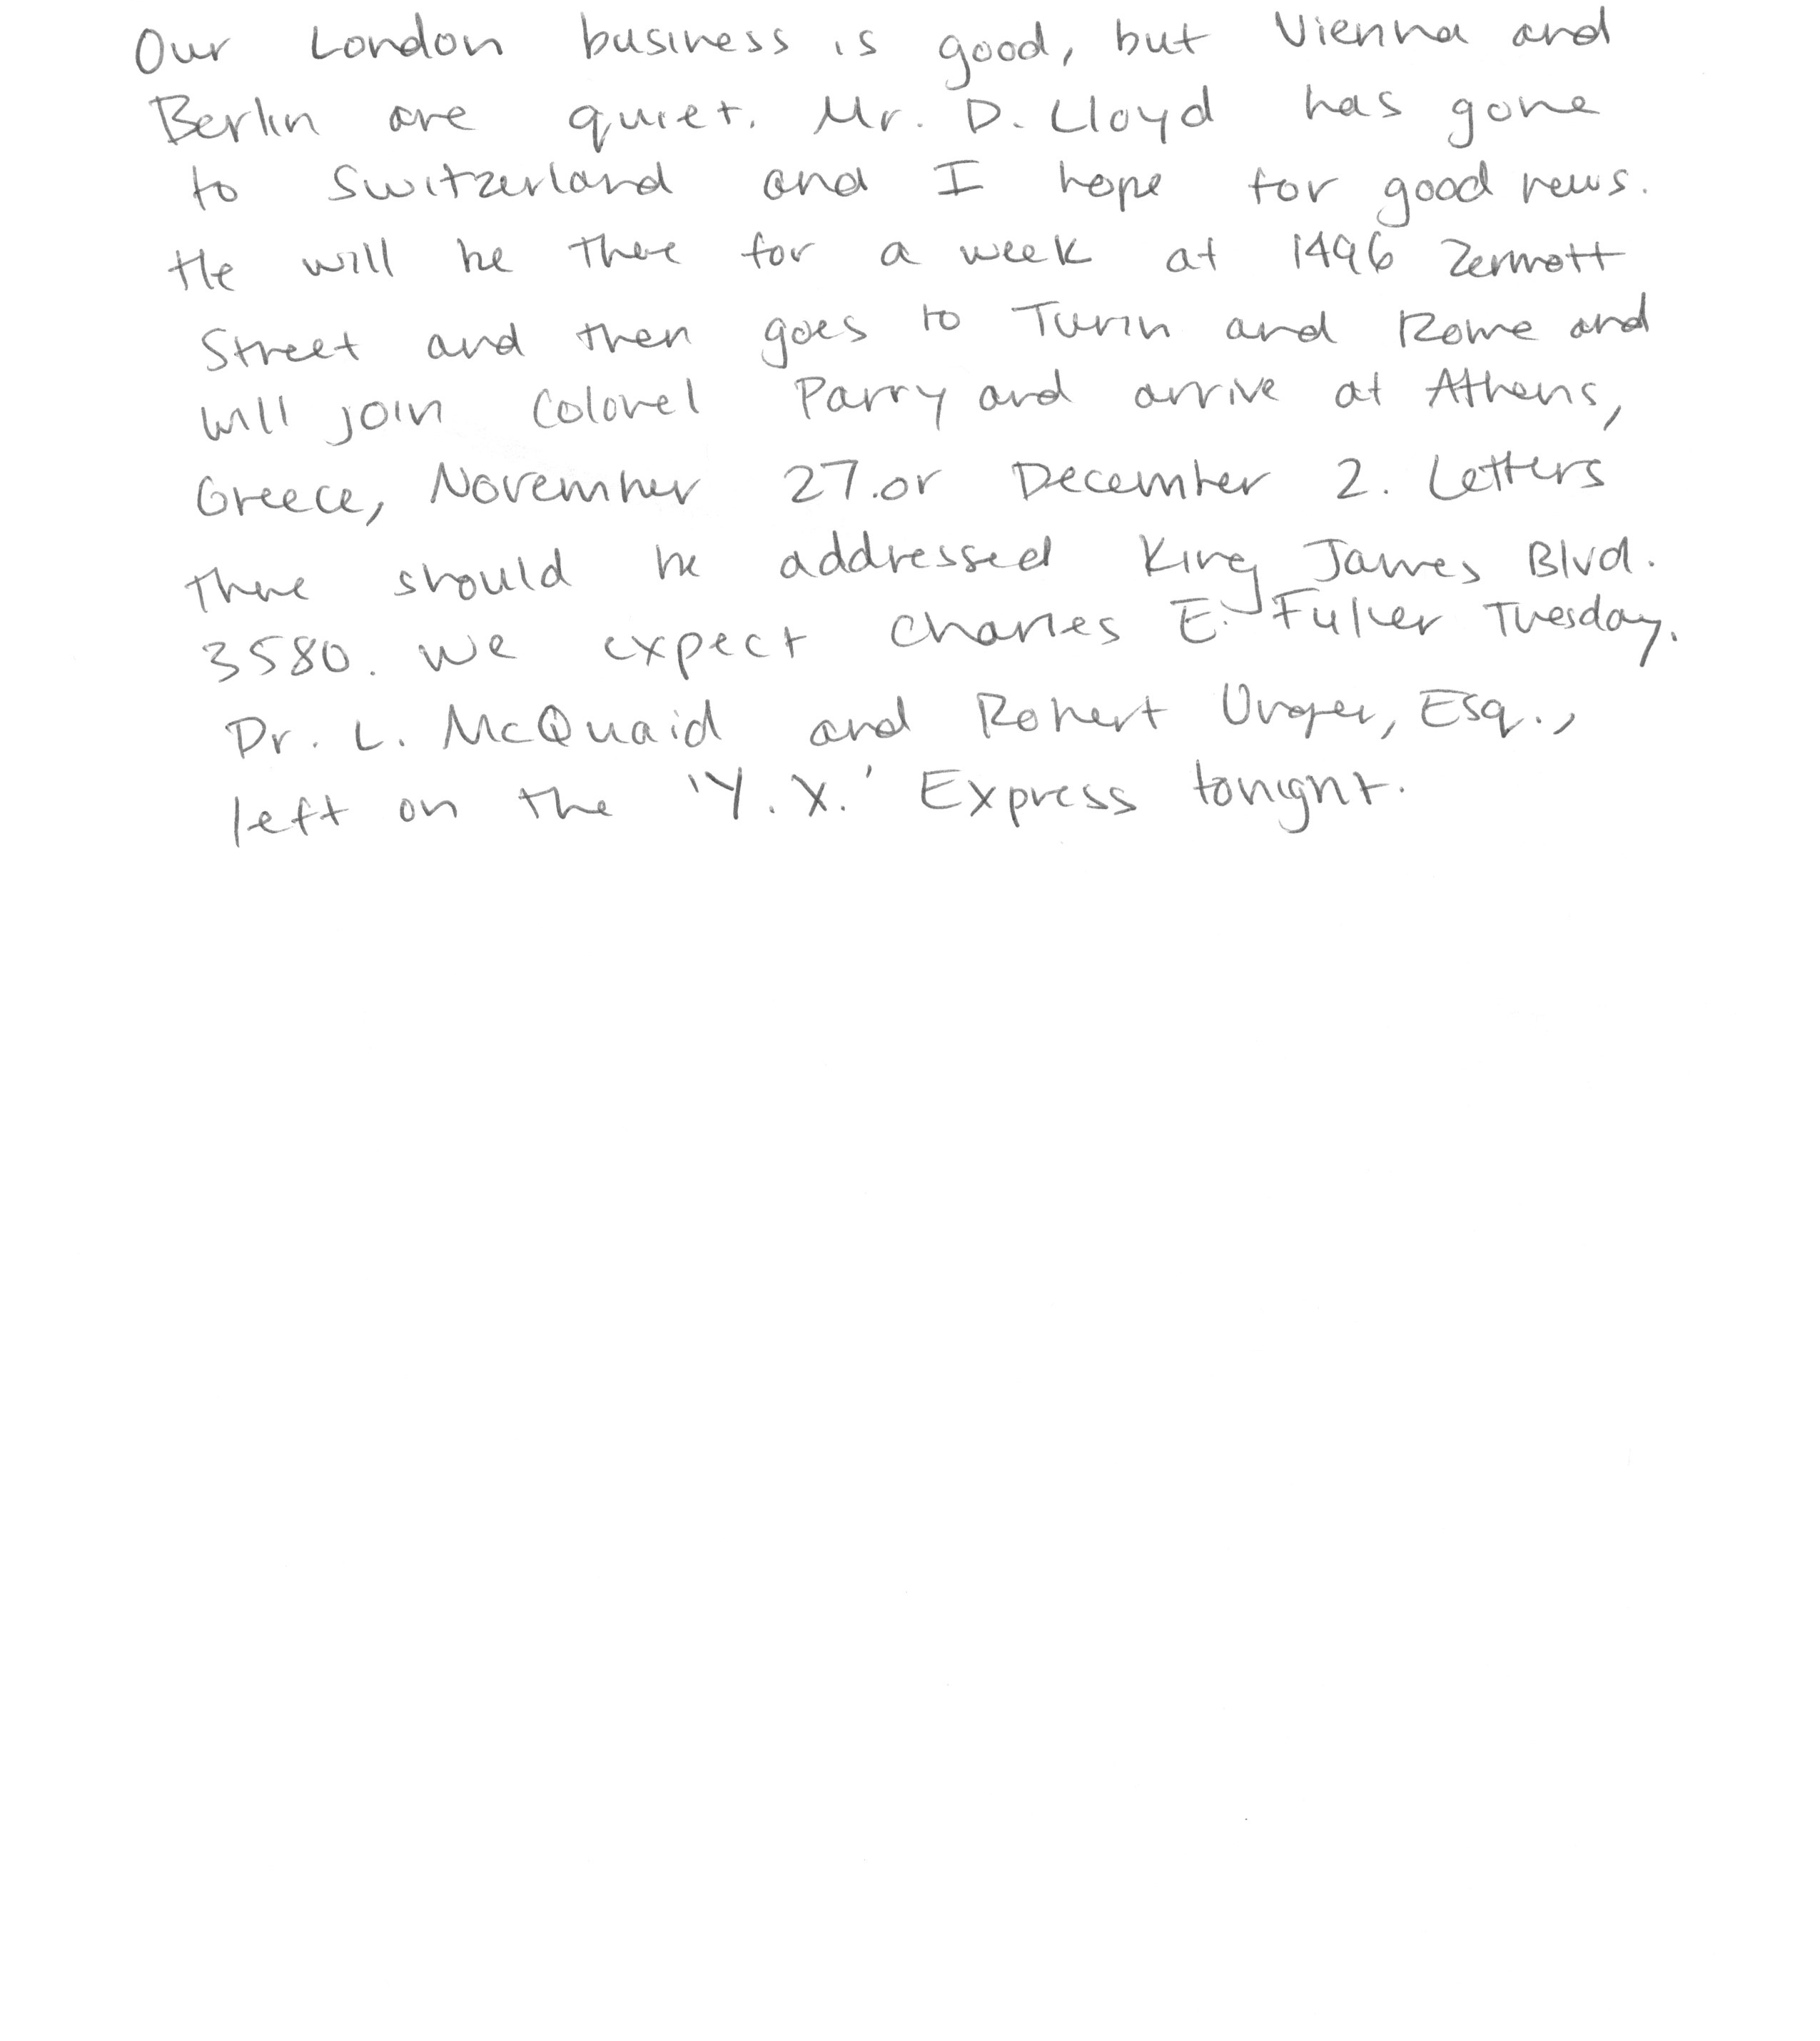 Our London business is good, but Vienna and
Berlin are quiet. Mr. D. Lloyd has gone
to Switzerland and I hope for good news.
He will be there for a week at 1496 Zermott
Street and then goes to Turin and Rome and
will join Colonel Parry and arrive at Athens,
Greece, November 27.or December 2. Letters
there should be addressed King James Blvd.
3580. We expect Charles E. Fuller Tuesday.
Dr. L. McQuaid and Robert Unger, Esq.,
left on the 'Y.X.' Express tonight.